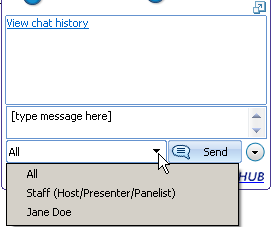 View chat history
[type message here]
All
Send
All
HUB
Staff (Host/Presenter/Panelist)
Jane Doe